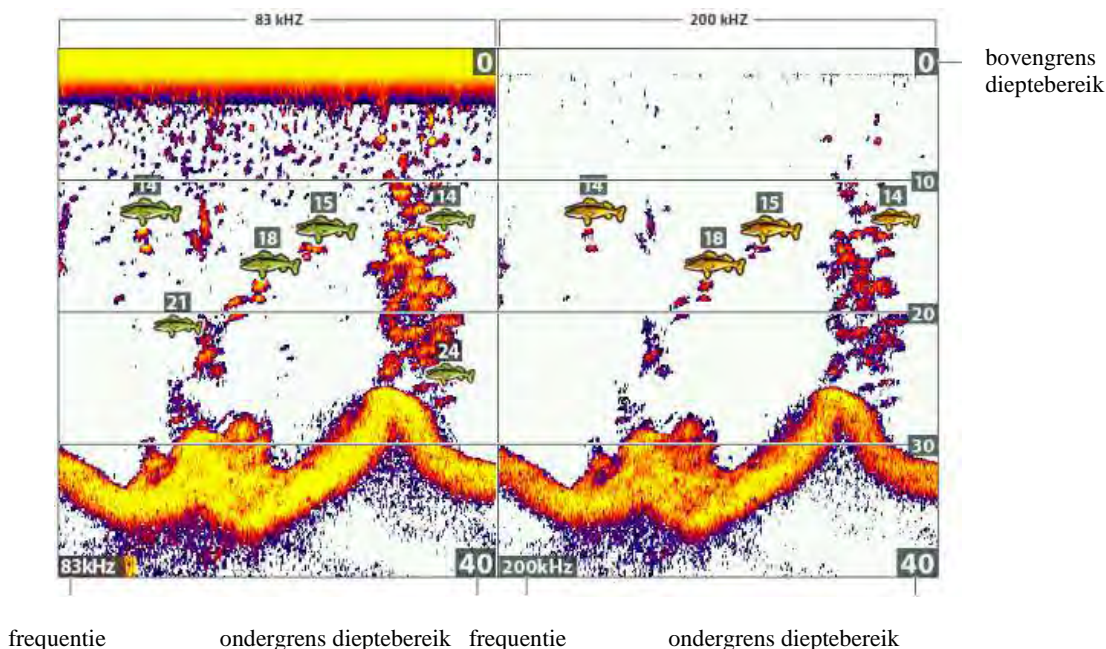 83 kHZ
200 kHZ
0
0
bovengrens
dieptebereik
10
14
15
14
14
15
14
18
18
20
21
24
30
83kHz
40
200kHz
40
frequentie
ondergrens dieptebereik
frequentie
ondergrens dieptebereik